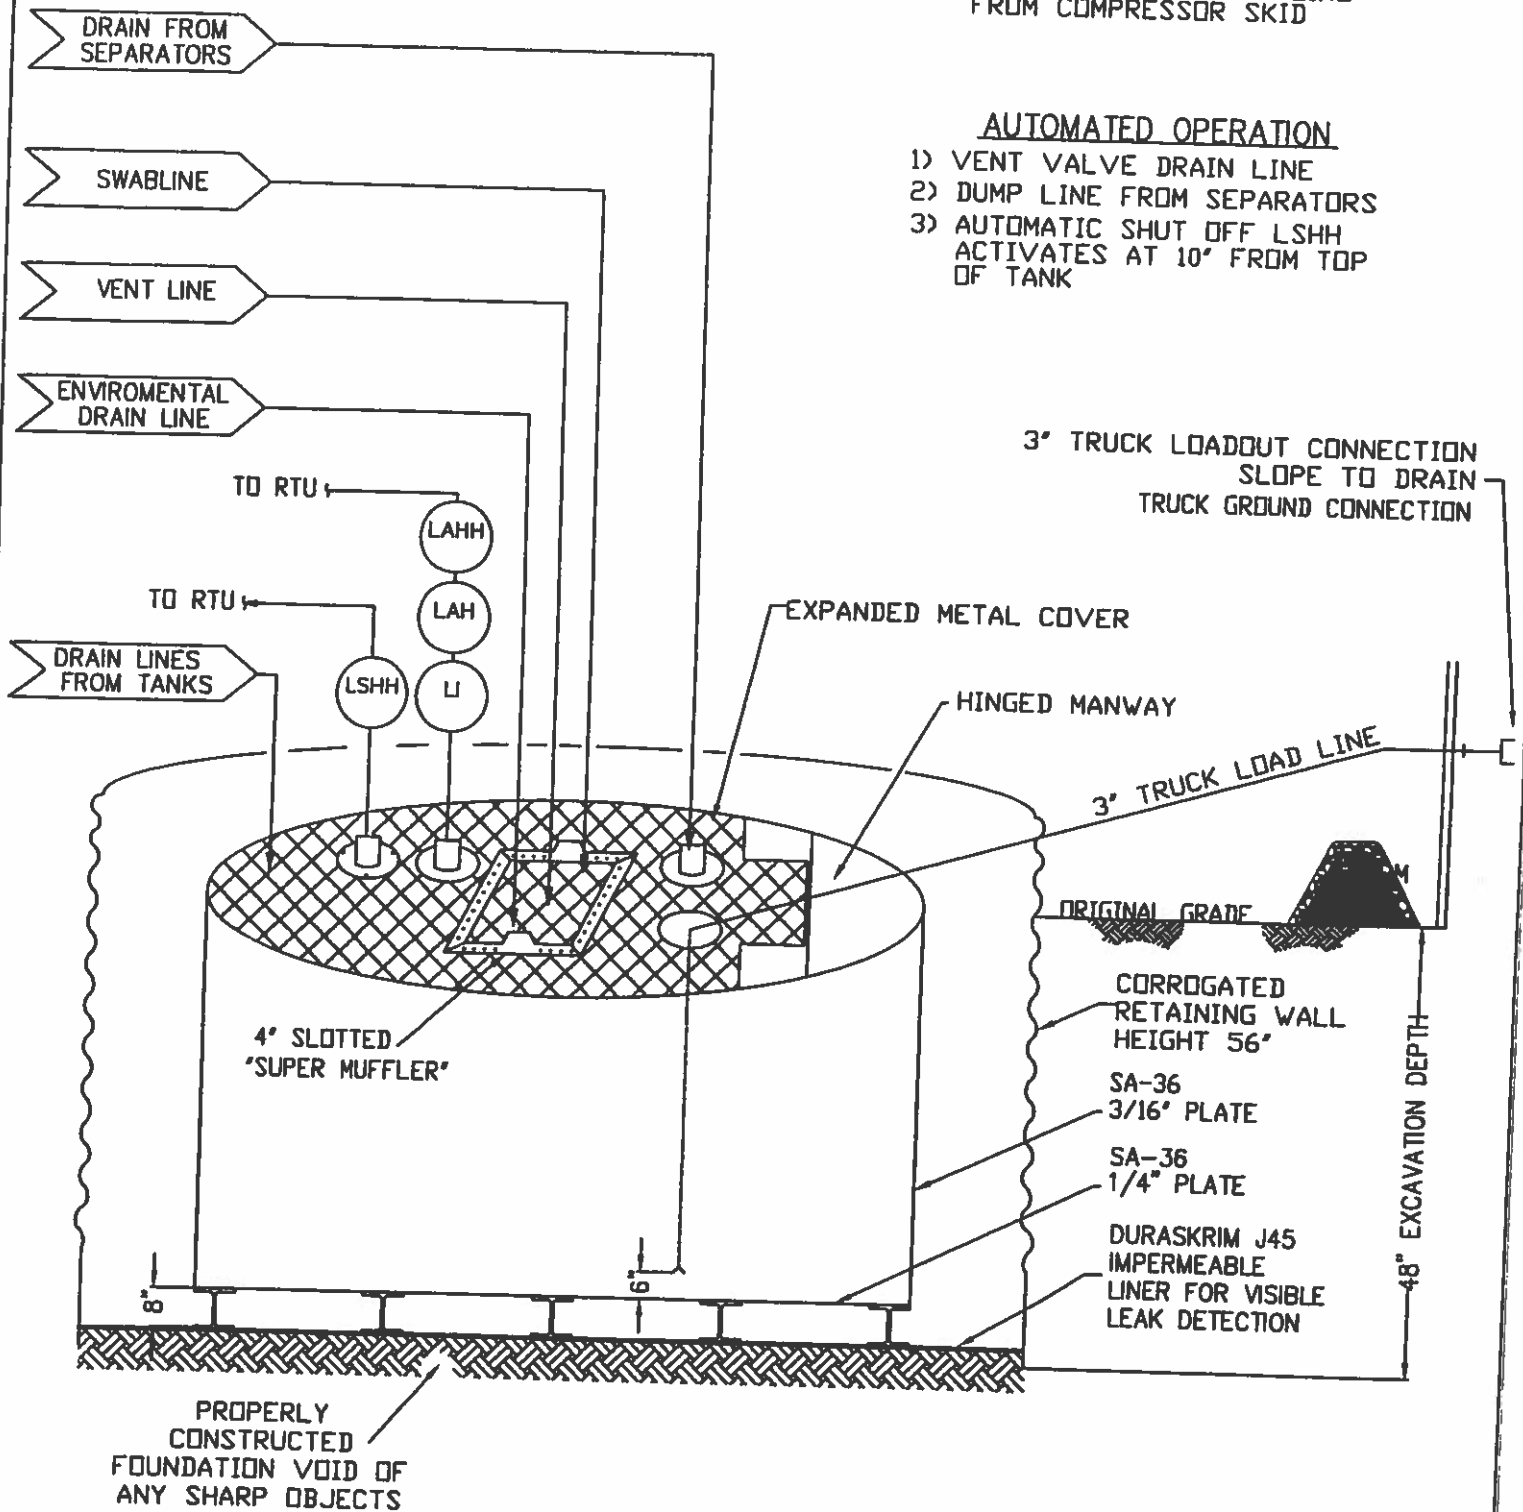 FROM COMPRESSOR SKID
DRAIN FROM
SEPARATORS
SWABLINE
VENT LINE
ENVIROMENTAL
DRAIN LINE
AUTOMATED OPERATION
1) VENT VALVE DRAIN LINE
2) DUMP LINE FROM SEPARATORS
3) AUTOMATIC SHUT OFF LSHH
ACTIVATES AT 10" FROM TOP
OF TANK
3" TRUCK LOADOUT CONNECTION
SLOPE TO DRAIN
TRUCK GROUND CONNECTION
TO RTU
LAHH
LAH
LI
TO RTU
LSHH
DRAIN LINES
FROM TANKS
EXPANDED METAL COVER
HINGED MANWAY
3" TRUCK LOAD LINE
M
ORIGINAL GRADE
CORROGATED
RETAINING WALL
HEIGHT 56"
4" SLOTTED
"SUPER MUFFLER"
SA-36
3/16" PLATE
SA-36
1/4" PLATE
DURASKRIM J45
IMPERMEABLE
LINER FOR VISIBLE
LEAK DETECTION
48" EXCAVATION DEPTH
8"
6"
PROPERLY
CONSTRUCTED
FOUNDATION VOID OF
ANY SHARP OBJECTS